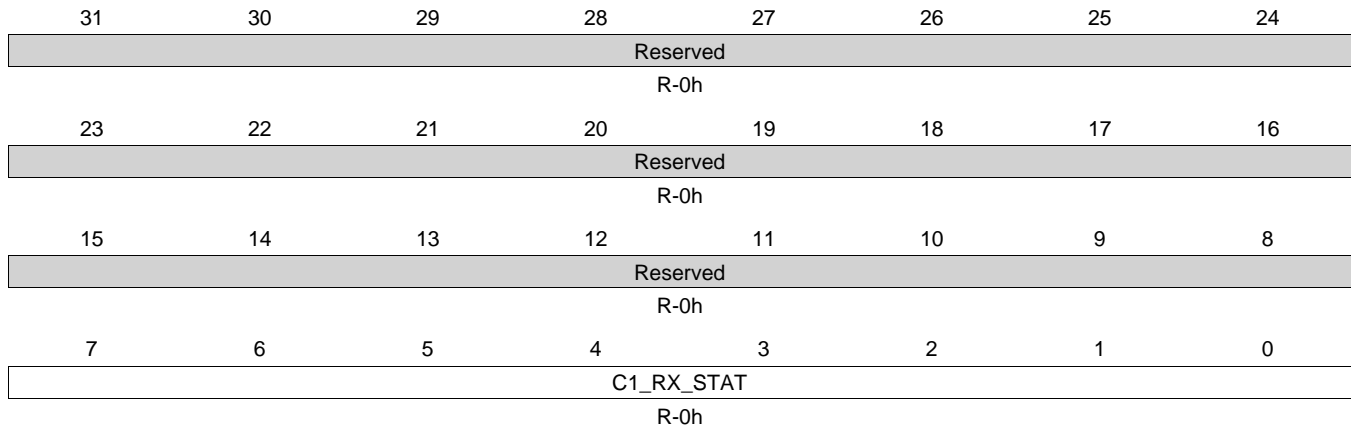 31 30 29 28 27 26 25 24
Reserved
R-0h
23 22 21 20 19 18 17 16
Reserved
R-0h
15 14 13 12 11 10 9 8
Reserved
R-0h
7 6 5 4 3 2 1 0
C1_RX_STAT
R-0h